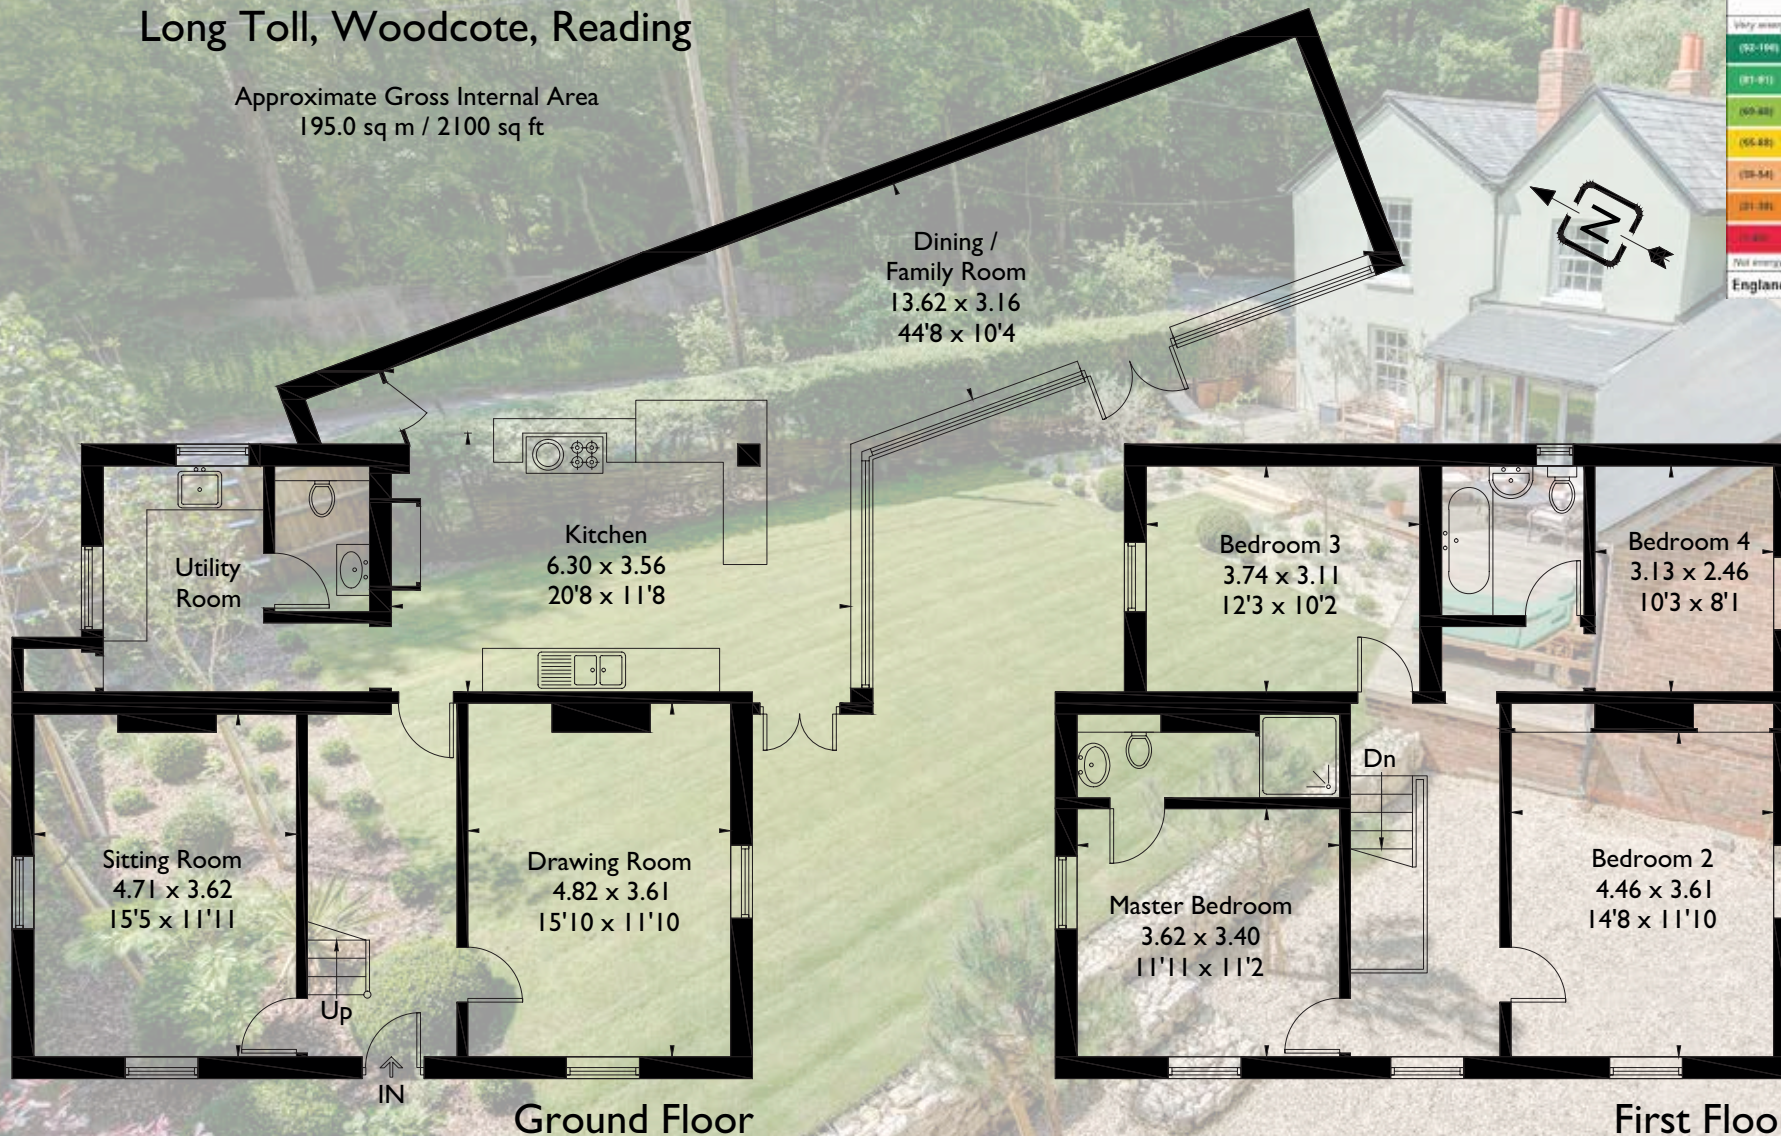 Long Toll, Woodcote, Reading
Approximate Gross Internal Area
195.0 sq m / 2100 sq ft
Dining /
Family Room
13.62 x 3.16
44'8 x 10'4
N
England
Kitchen
6.30 x 3.56
20'8 x 11'8
Utility
Room
Sitting Room
4.71 x 3.62
15'5 x 11'11
Up
IN
Drawing Room
4.82 x 3.61
15'10 x 11'10
Ground Floor
Bedroom 3
3.74 x 3.11
12'3 x 10'2
Bedroom 4
3.13 x 2.46
10'3 x 8'1
Dn
Master Bedroom
3.62 x 3.40
11'11 x 11'2
Bedroom 2
4.46 x 3.61
14'8 x 11'10
First Floo